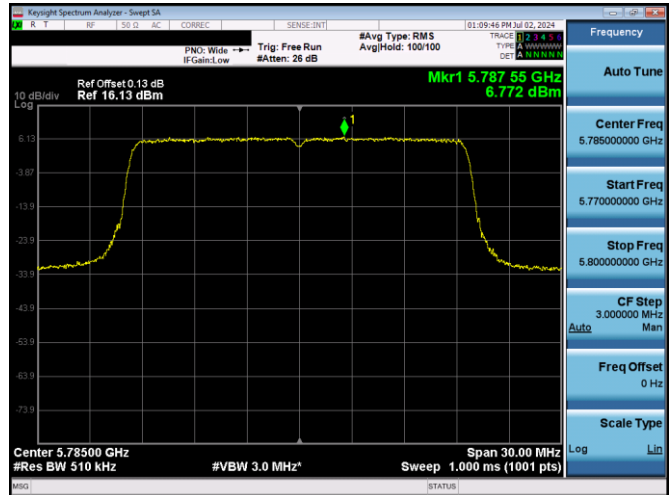 Keysight Spectrum Analyzer - Swept SA
R T RF 50 Ω AC CORREC SENSE:INT 01:09:46 PM Jul 02, 2024
PNO: Wide Trig: Free Run #Avg Type: RMS TRACE 1 2 3 4 5 6
IFGain:Low #Atten: 26 dB Avg|Hold: 100/100 TYPE A WWWWW
DET A N N N N N
Mkr1 5.787 55 GHz
6.772 dBm
Ref Offset 0.13 dB
10 dB/div Ref 16.13 dBm
Log
1
6.13
-3.87
-13.9
-23.9
-33.9
-43.9
-53.9
-63.9
-73.9
Center 5.78500 GHz Span 30.00 MHz
#Res BW 510 kHz #VBW 3.0 MHz* Sweep 1.000 ms (1001 pts)
MSG STATUS
Frequency
Auto Tune
Center Freq
5.785000000 GHz
Start Freq
5.770000000 GHz
Stop Freq
5.800000000 GHz
CF Step
3.000000 MHz
Auto Man
Freq Offset
0 Hz
Scale Type
Log Lin